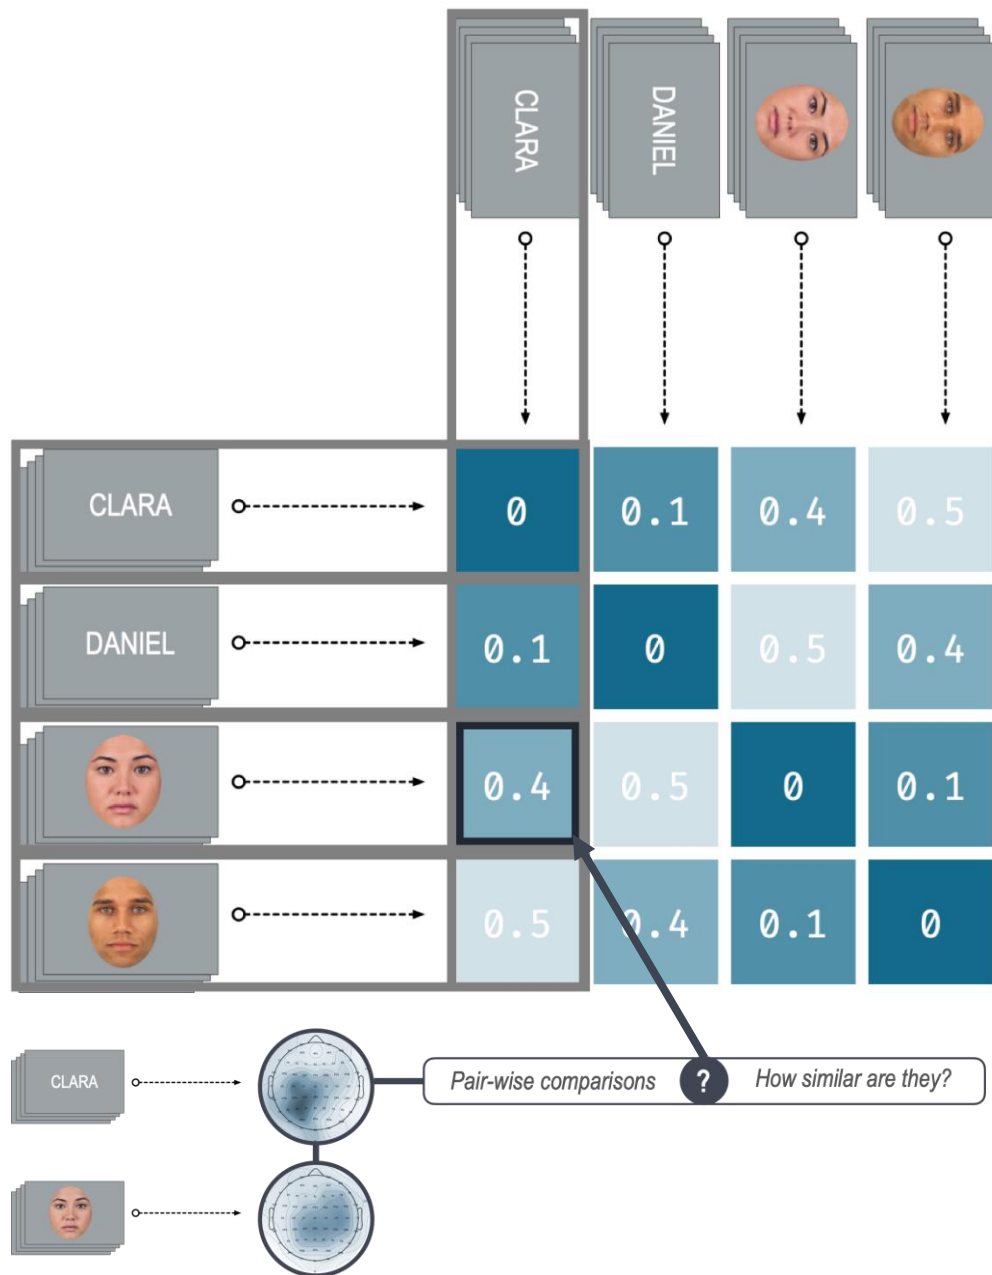 CLARA
DANIEL
CLARA
0 0.1 0.4 0.5
DANIEL
0.1 0 0.5 0.4
0.4 0.5 0 0.1
0.5 0.4 0.1 0
CLARA
Pair-wise comparisons ? How similar are they?